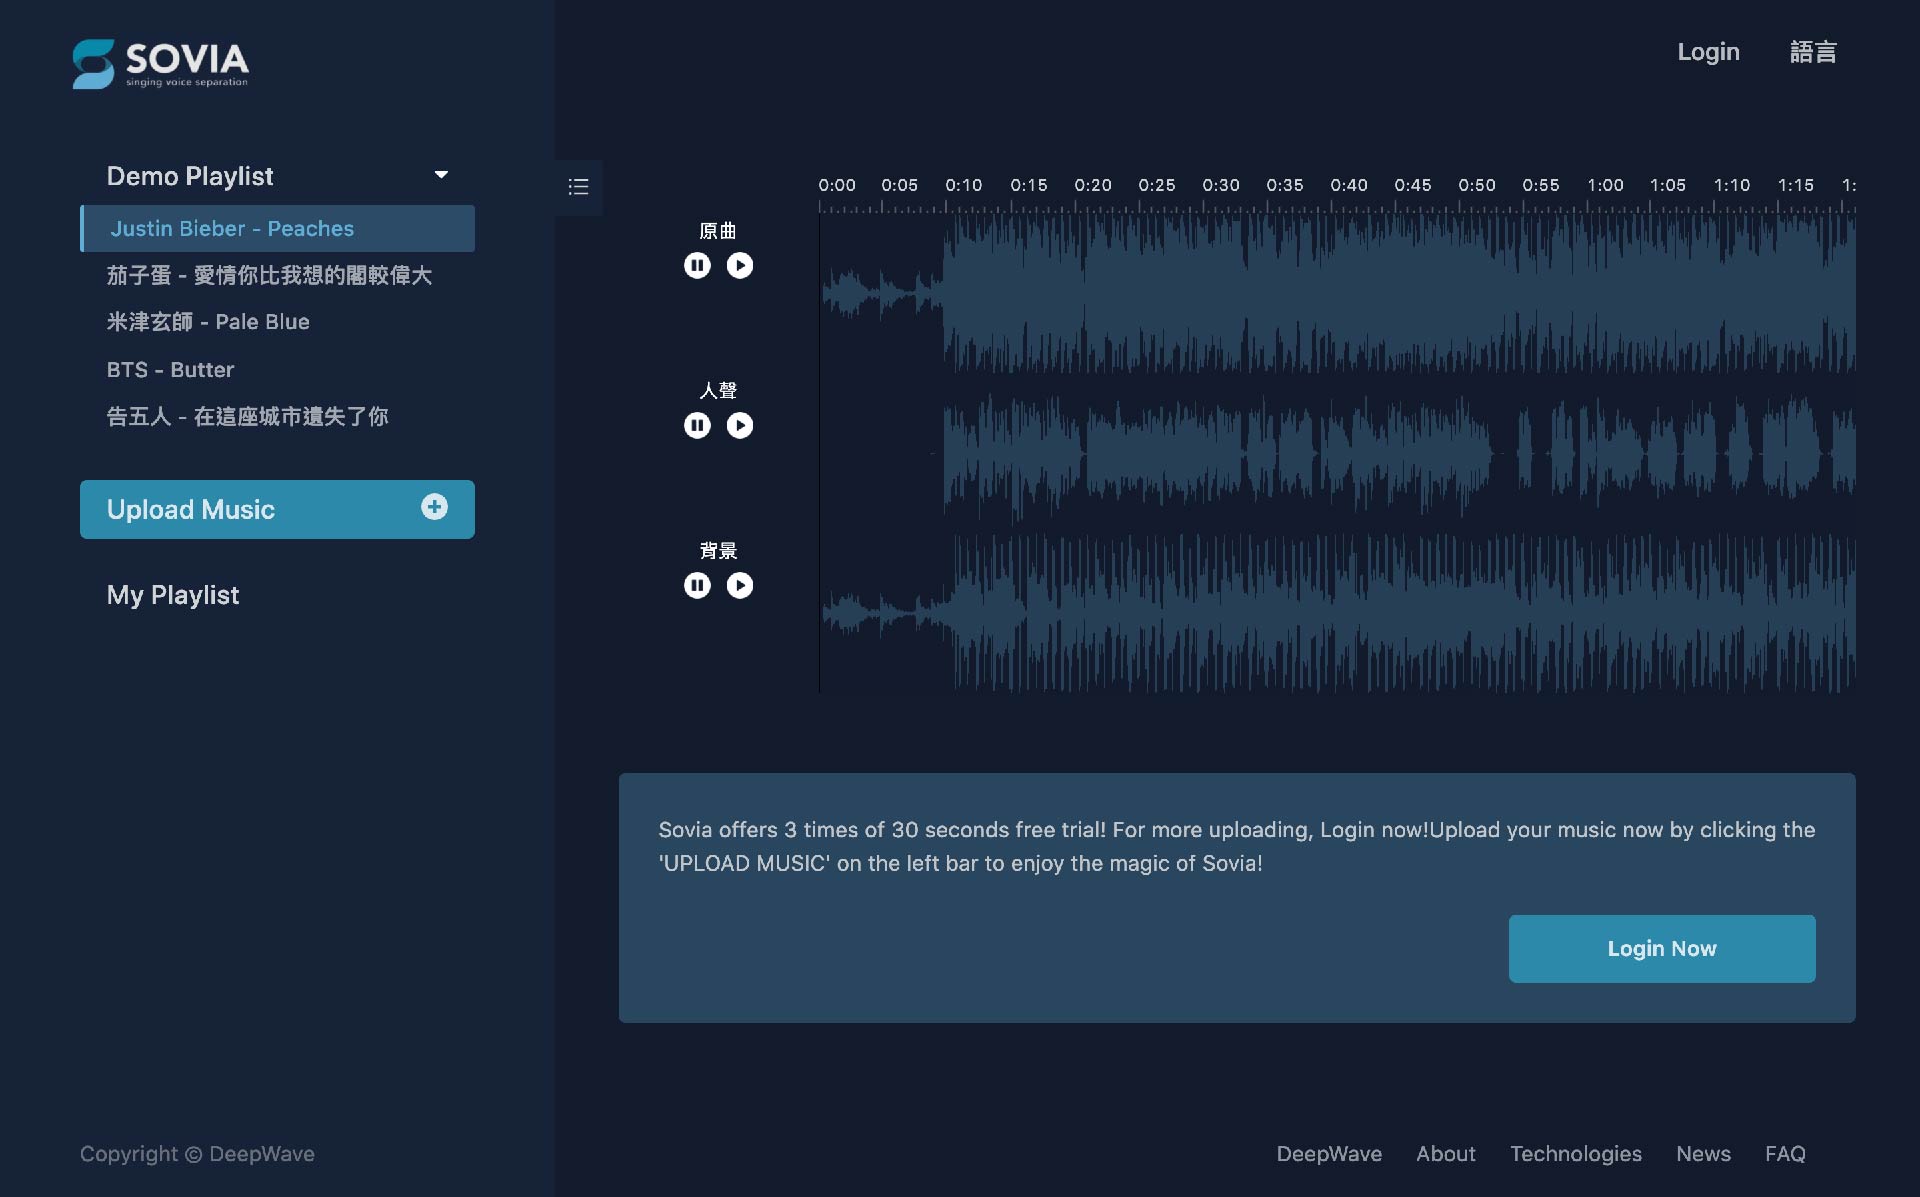 SOVIA
singing voice separation
Login
語言
Demo Playlist
Justin Bieber - Peaches
茄子蛋 - 愛情你比我想的閣較偉大
米津玄師 - Pale Blue
BTS - Butter
告五人 - 在這座城市遺失了你
Upload Music
My Playlist
0:00 0:05 0:10 0:15 0:20 0:25 0:30 0:35 0:40 0:45 0:50 0:55 1:00 1:05 1:10 1:15 1:
原曲
人聲
背景
Sovia offers 3 times of 30 seconds free trial! For more uploading, Login now!Upload your music now by clicking the
'UPLOAD MUSIC' on the left bar to enjoy the magic of Sovia!
Login Now
Copyright © DeepWave
DeepWave About Technologies News FAQ